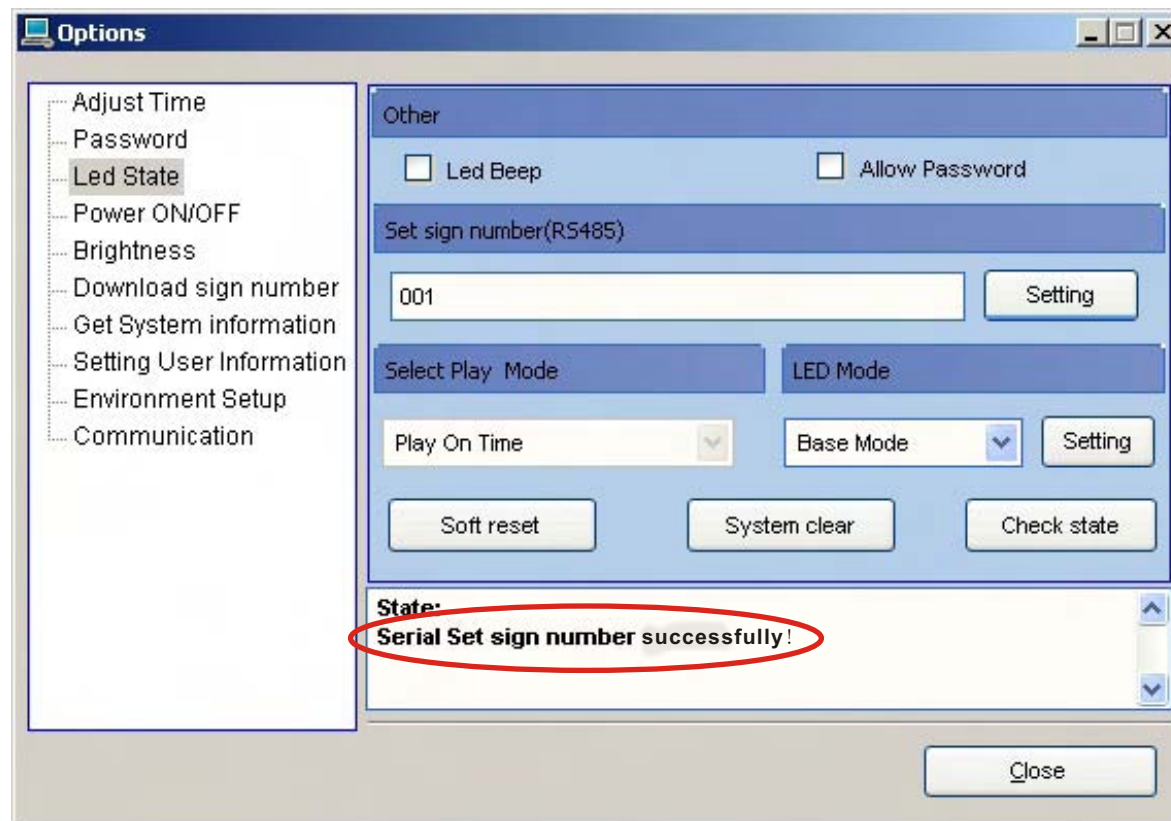 Options
Adjust Time
Password
Led State
Power ON/OFF
Brightness
Download sign number
Get System information
Setting User Information
Environment Setup
Communication
Other
Led Beep Allow Password
Set sign number(RS485)
001 Setting
Select Play Mode LED Mode
Play On Time Base Mode Setting
Soft reset System clear Check state
State:
Serial Set sign number successfully!
Close